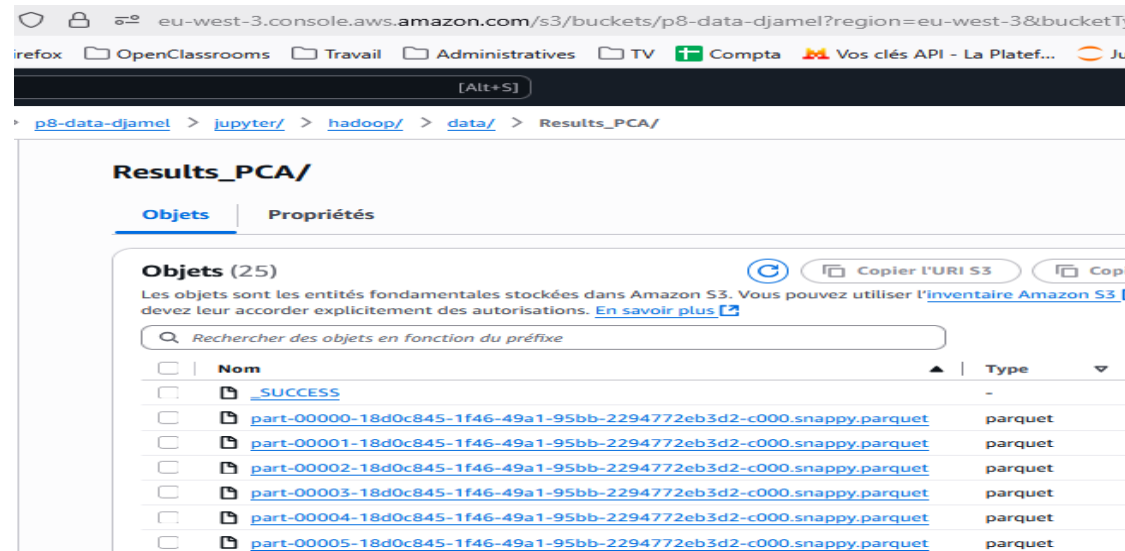 eu-west-3.console.aws.amazon.com/s3/buckets/p8-data-djamel?region=eu-west-3&bucketTy
irefox OpenClassrooms Travail Administratives TV Compta Vos clés API - La Platef... Ju
[Alt+S]
p8-data-djamel > jupyter/ > hadoop/ > data/ > Results_PCA/
Results_PCA/
Objets Propriétés
Objets (25) Copier l'URI S3 Copi
Les objets sont les entités fondamentales stockées dans Amazon S3. Vous pouvez utiliser l'inventaire Amazon S3
devez leur accorder explicitement des autorisations. En savoir plus
Rechercher des objets en fonction du préfixe
Nom Type
_SUCCESS -
part-00000-18d0c845-1f46-49a1-95bb-2294772eb3d2-c000.snappy.parquet parquet
part-00001-18d0c845-1f46-49a1-95bb-2294772eb3d2-c000.snappy.parquet parquet
part-00002-18d0c845-1f46-49a1-95bb-2294772eb3d2-c000.snappy.parquet parquet
part-00003-18d0c845-1f46-49a1-95bb-2294772eb3d2-c000.snappy.parquet parquet
part-00004-18d0c845-1f46-49a1-95bb-2294772eb3d2-c000.snappy.parquet parquet
part-00005-18d0c845-1f46-49a1-95bb-2294772eb3d2-c000.snappy.parquet parquet